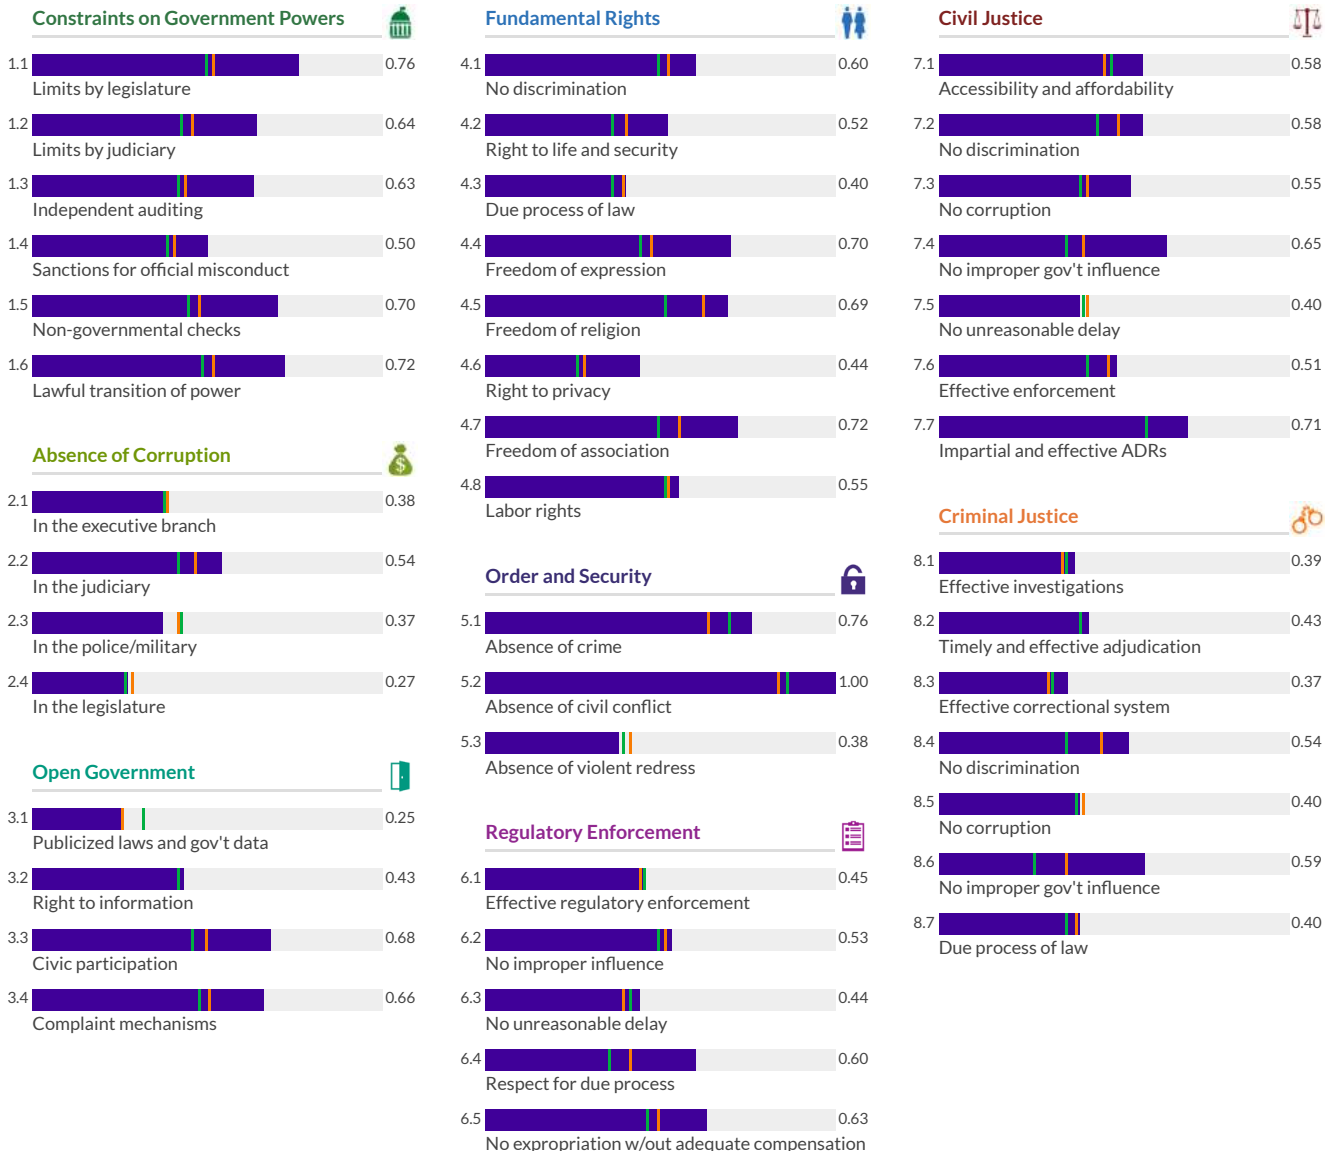 Constraints on Government Powers
1.1 0.76
Limits by legislature
1.2 0.64
Limits by judiciary
1.3 0.63
Independent auditing
1.4 0.50
Sanctions for official misconduct
1.5 0.70
Non-governmental checks
1.6 0.72
Lawful transition of power
Absence of Corruption
$
2.1 0.38
In the executive branch
2.2 0.54
In the judiciary
2.3 0.37
In the police/military
2.4 0.27
In the legislature
Open Government
3.1 0.25
Publicized laws and gov't data
3.2 0.43
Right to information
3.3 0.68
Civic participation
3.4 0.66
Complaint mechanisms
Fundamental Rights
4.1 0.60
No discrimination
4.2 0.52
Right to life and security
4.3 0.40
Due process of law
4.4 0.70
Freedom of expression
4.5 0.69
Freedom of religion
4.6 0.44
Right to privacy
4.7 0.72
Freedom of association
4.8 0.55
Labor rights
Order and Security
5.1 0.76
Absence of crime
5.2 1.00
Absence of civil conflict
5.3 0.38
Absence of violent redress
Regulatory Enforcement
6.1 0.45
Effective regulatory enforcement
6.2 0.53
No improper influence
6.3 0.44
No unreasonable delay
6.4 0.60
Respect for due process
6.5 0.63
No expropriation w/out adequate compensation
Civil Justice
7.1 0.58
Accessibility and affordability
7.2 0.58
No discrimination
7.3 0.55
No corruption
7.4 0.65
No improper gov't influence
7.5 0.40
No unreasonable delay
7.6 0.51
Effective enforcement
7.7 0.71
Impartial and effective ADRs
Criminal Justice
8.1 0.39
Effective investigations
8.2 0.43
Timely and effective adjudication
8.3 0.37
Effective correctional system
8.4 0.54
No discrimination
8.5 0.40
No corruption
8.6 0.59
No improper gov't influence
8.7 0.40
Due process of law